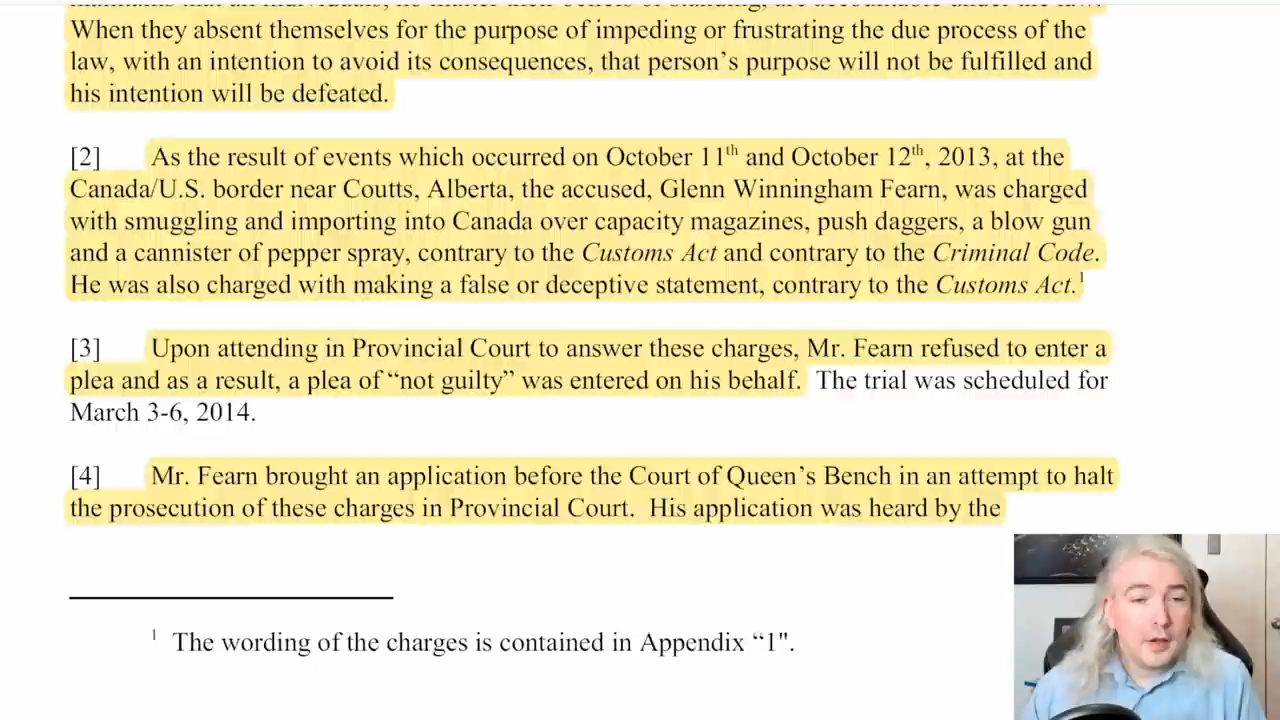 When they absent themselves for the purpose of impeding or frustrating the due process of the
law, with an intention to avoid its consequences, that person's purpose will not be fulfilled and
his intention will be defeated.
[2] As the result of events which occurred on October 11th and October 12th, 2013, at the
Canada/U.S. border near Coutts, Alberta, the accused, Glenn Winningham Fearn, was charged
with smuggling and importing into Canada over capacity magazines, push daggers, a blow gun
and a cannister of pepper spray, contrary to the Customs Act and contrary to the Criminal Code.
He was also charged with making a false or deceptive statement, contrary to the Customs Act.1
[3] Upon attending in Provincial Court to answer these charges, Mr. Fearn refused to enter a
plea and as a result, a plea of “not guilty” was entered on his behalf. The trial was scheduled for
March 3-6, 2014.
[4] Mr. Fearn brought an application before the Court of Queen's Bench in an attempt to halt
the prosecution of these charges in Provincial Court. His application was heard by the
1 The wording of the charges is contained in Appendix “1".